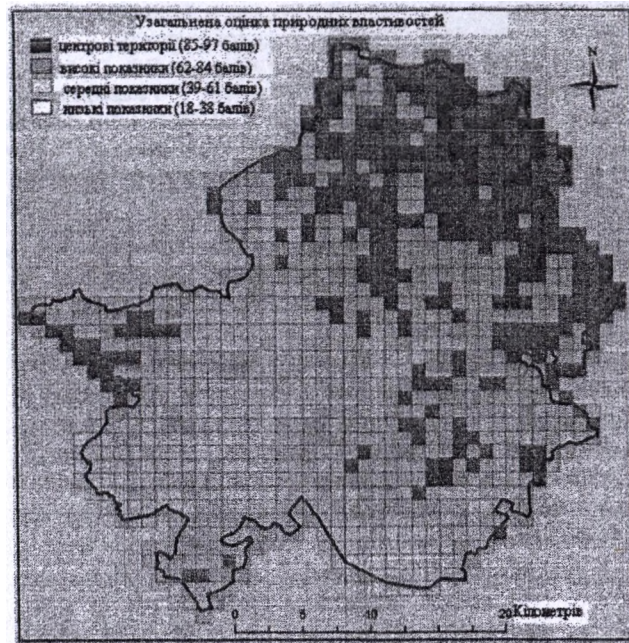 Узагальнена оцінка природних властивостей
центрові території (85-97 балів)
високі показники (62-84 балів)
середні показники (39-61 балів)
низькі показники (18-38 балів)
N
0 5 10 20 Кілометрів